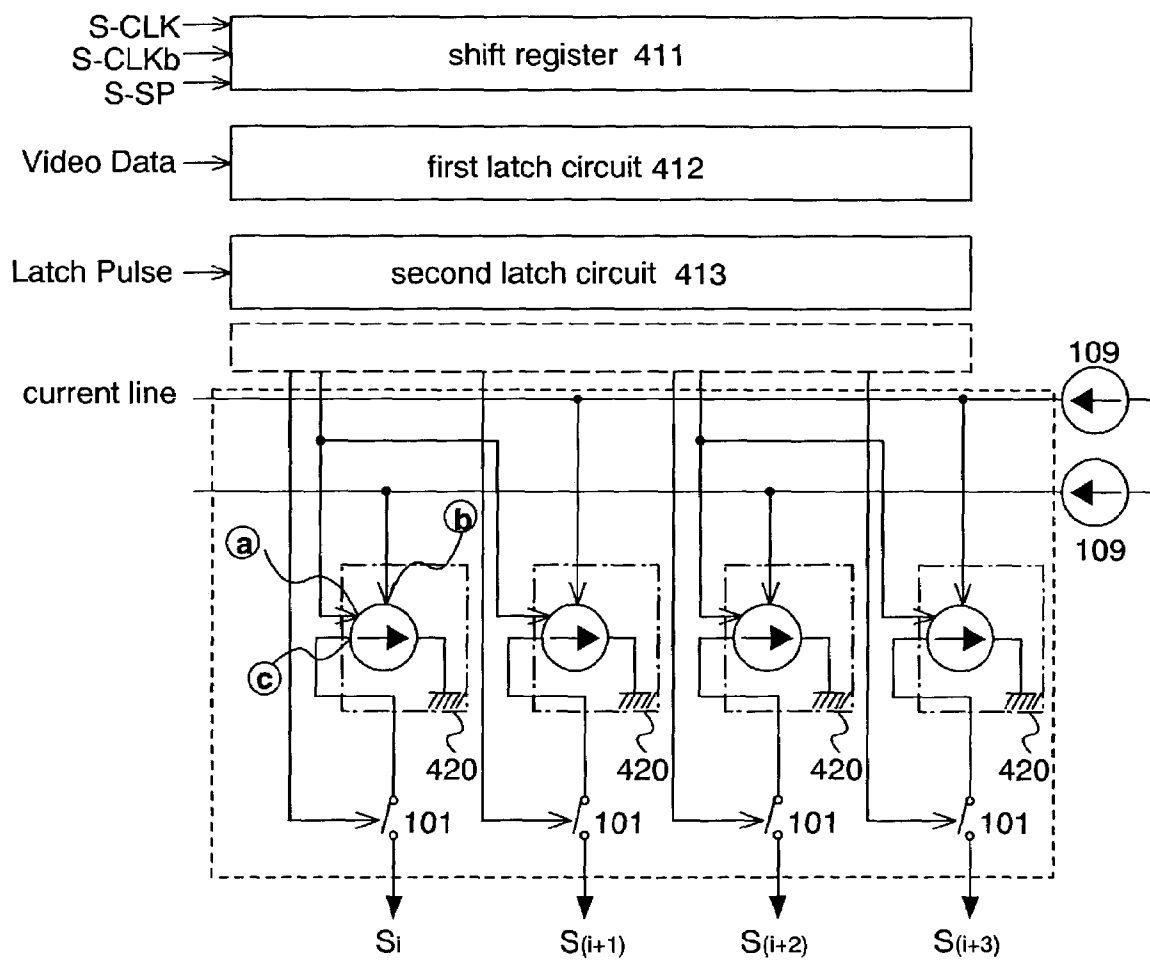 S-CLK
S-CLKb
S-SP
shift register 411
Video Data
first latch circuit 412
Latch Pulse
second latch circuit 413
109
current line
109
a
b
c
420
420
420
420
101
101
101
101
Si
S(i+1)
S(i+2)
S(i+3)